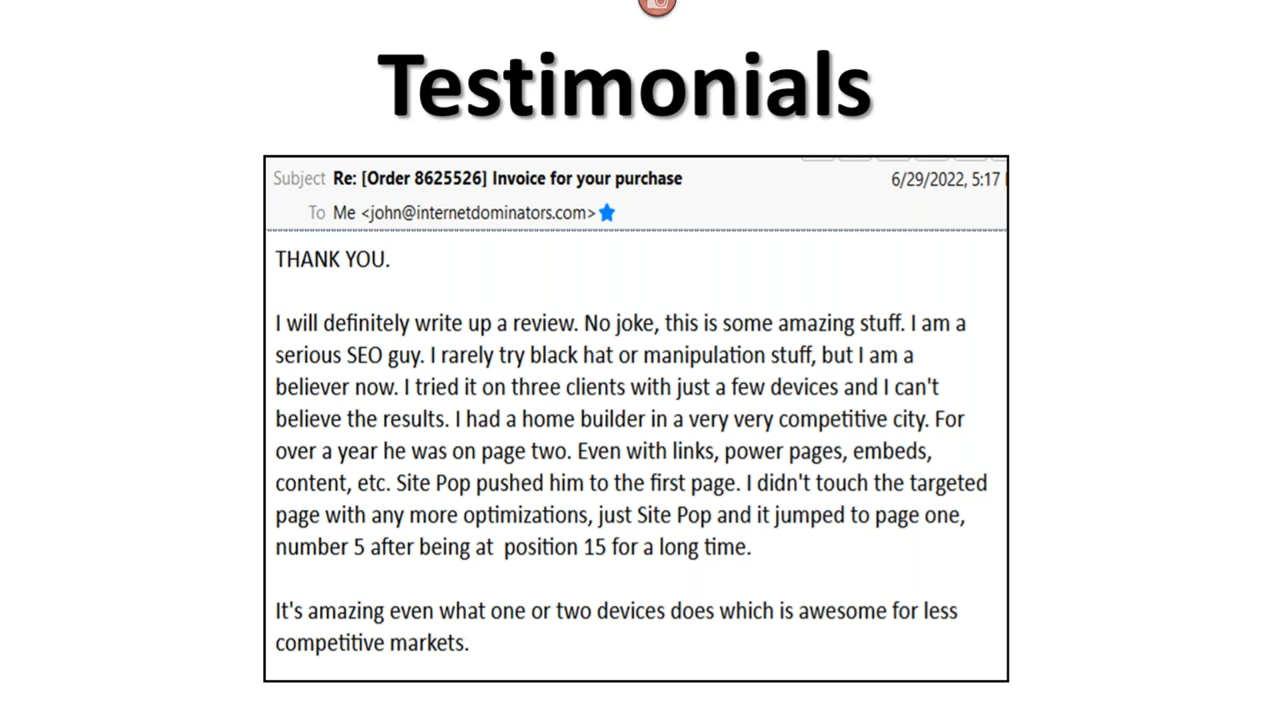 Testimonials
Subject Re: [Order 8625526] Invoice for your purchase 6/29/2022, 5:17
To Me <john@internetdominators.com>
THANK YOU.
I will definitely write up a review. No joke, this is some amazing stuff. I am a
serious SEO guy. I rarely try black hat or manipulation stuff, but I am a
believer now. I tried it on three clients with just a few devices and I can't
believe the results. I had a home builder in a very very competitive city. For
over a year he was on page two. Even with links, power pages, embeds,
content, etc. Site Pop pushed him to the first page. I didn't touch the targeted
page with any more optimizations, just Site Pop and it jumped to page one,
number 5 after being at  position 15 for a long time.
It's amazing even what one or two devices does which is awesome for less
competitive markets.